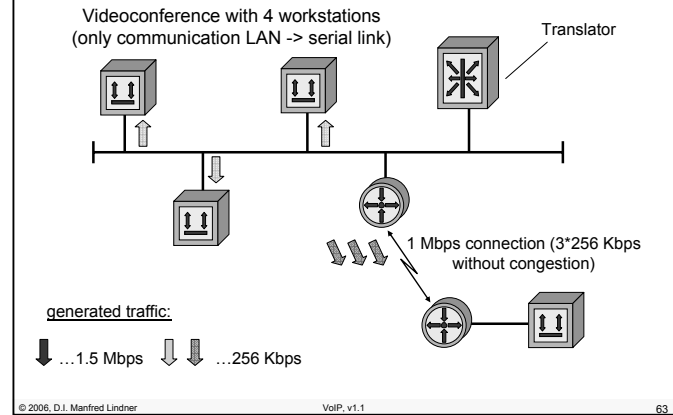 Videoconference with 4 workstations
(only communication LAN -> serial link)
Translator
1 Mbps connection (3*256 Kbps
without congestion)
generated traffic:
…1.5 Mbps …256 Kbps
© 2006, D.I. Manfred Lindner VoIP, v1.1 63